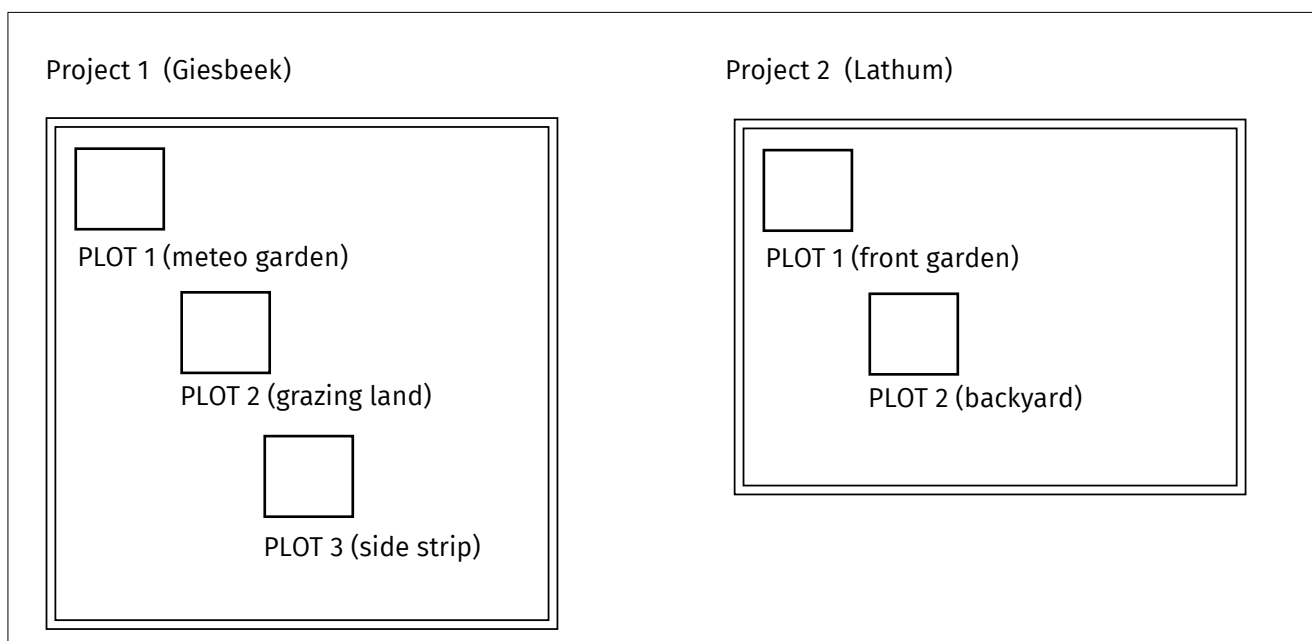 Project 1 (Giesbeek)
PLOT 1 (meteo garden)
PLOT 2 (grazing land)
PLOT 3 (side strip)
Project 2 (Lathum)
PLOT 1 (front garden)
PLOT 2 (backyard)